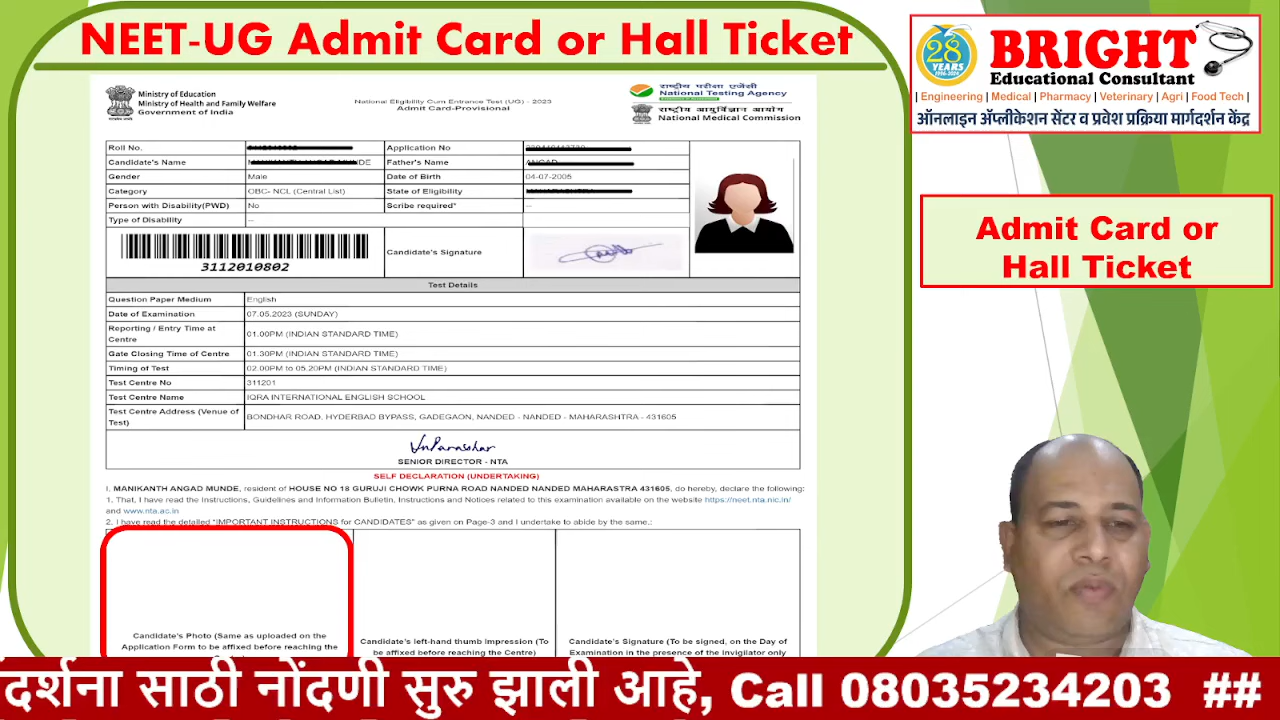 NEET-UG Admit Card or Hall Ticket
28
YEARS
1996-2024
BRIGHT
Educational Consultant
| Engineering | Medical | Pharmacy | Veterinary | Agri | Food Tech |
ऑनलाइन ॲप्लीकेशन सेंटर व प्रवेश प्रक्रिया मार्गदर्शन केंद्र
Admit Card or
Hall Ticket
Ministry of Education
Ministry of Health and Family Welfare
Government of India
National Eligibility Cum Entrance Test (UG) - 2023
Admit Card-Provisional
राष्ट्रीय परीक्षा एजेंसी
National Testing Agency
राष्ट्रीय आयुर्विज्ञान आयोग
National Medical Commission
Roll No. Application No
Candidate's Name Father's Name
Gender Male Date of Birth 04-07-2005
Category OBC- NCL (Central List) State of Eligibility
Person with Disability(PWD) No Scribe required* --
Type of Disability --
3112010802
Candidate's Signature
Test Details
Question Paper Medium English
Date of Examination 07.05.2023 (SUNDAY)
Reporting / Entry Time at
Centre 01.00PM (INDIAN STANDARD TIME)
Gate Closing Time of Centre 01.30PM (INDIAN STANDARD TIME)
Timing of Test 02.00PM to 05.20PM (INDIAN STANDARD TIME)
Test Centre No 311201
Test Centre Name IQRA INTERNATIONAL ENGLISH SCHOOL
Test Centre Address (Venue of
Test) BONDHAR ROAD, HYDERBAD BYPASS, GADEGAON, NANDED - NANDED - MAHARASHTRA - 431605
SENIOR DIRECTOR - NTA
SELF DECLARATION (UNDERTAKING)
I, MANIKANTH ANGAD MUNDE, resident of HOUSE NO 18 GURUJI CHOWK PURNA ROAD NANDED NANDED MAHARASTRA 431605, do hereby, declare the following:
1. That, I have read the Instructions, Guidelines and Information Bulletin, Instructions and Notices related to this examination available on the website https://neet.nta.nic.in/
and www.nta.ac.in
2. I have read the detailed "IMPORTANT INSTRUCTIONS for CANDIDATES" as given on Page-3 and I undertake to abide by the same.:
Candidate's Photo (Same as uploaded on the
Application Form to be affixed before reaching the
Candidate's left-hand thumb Impression (To
be affixed before reaching the Centre)
Candidate's Signature (To be signed, on the Day of
Examination in the presence of the Invigilator only
दर्शना साठी नोंदणी सुरु झाली आहे, Call 08035234203 ##